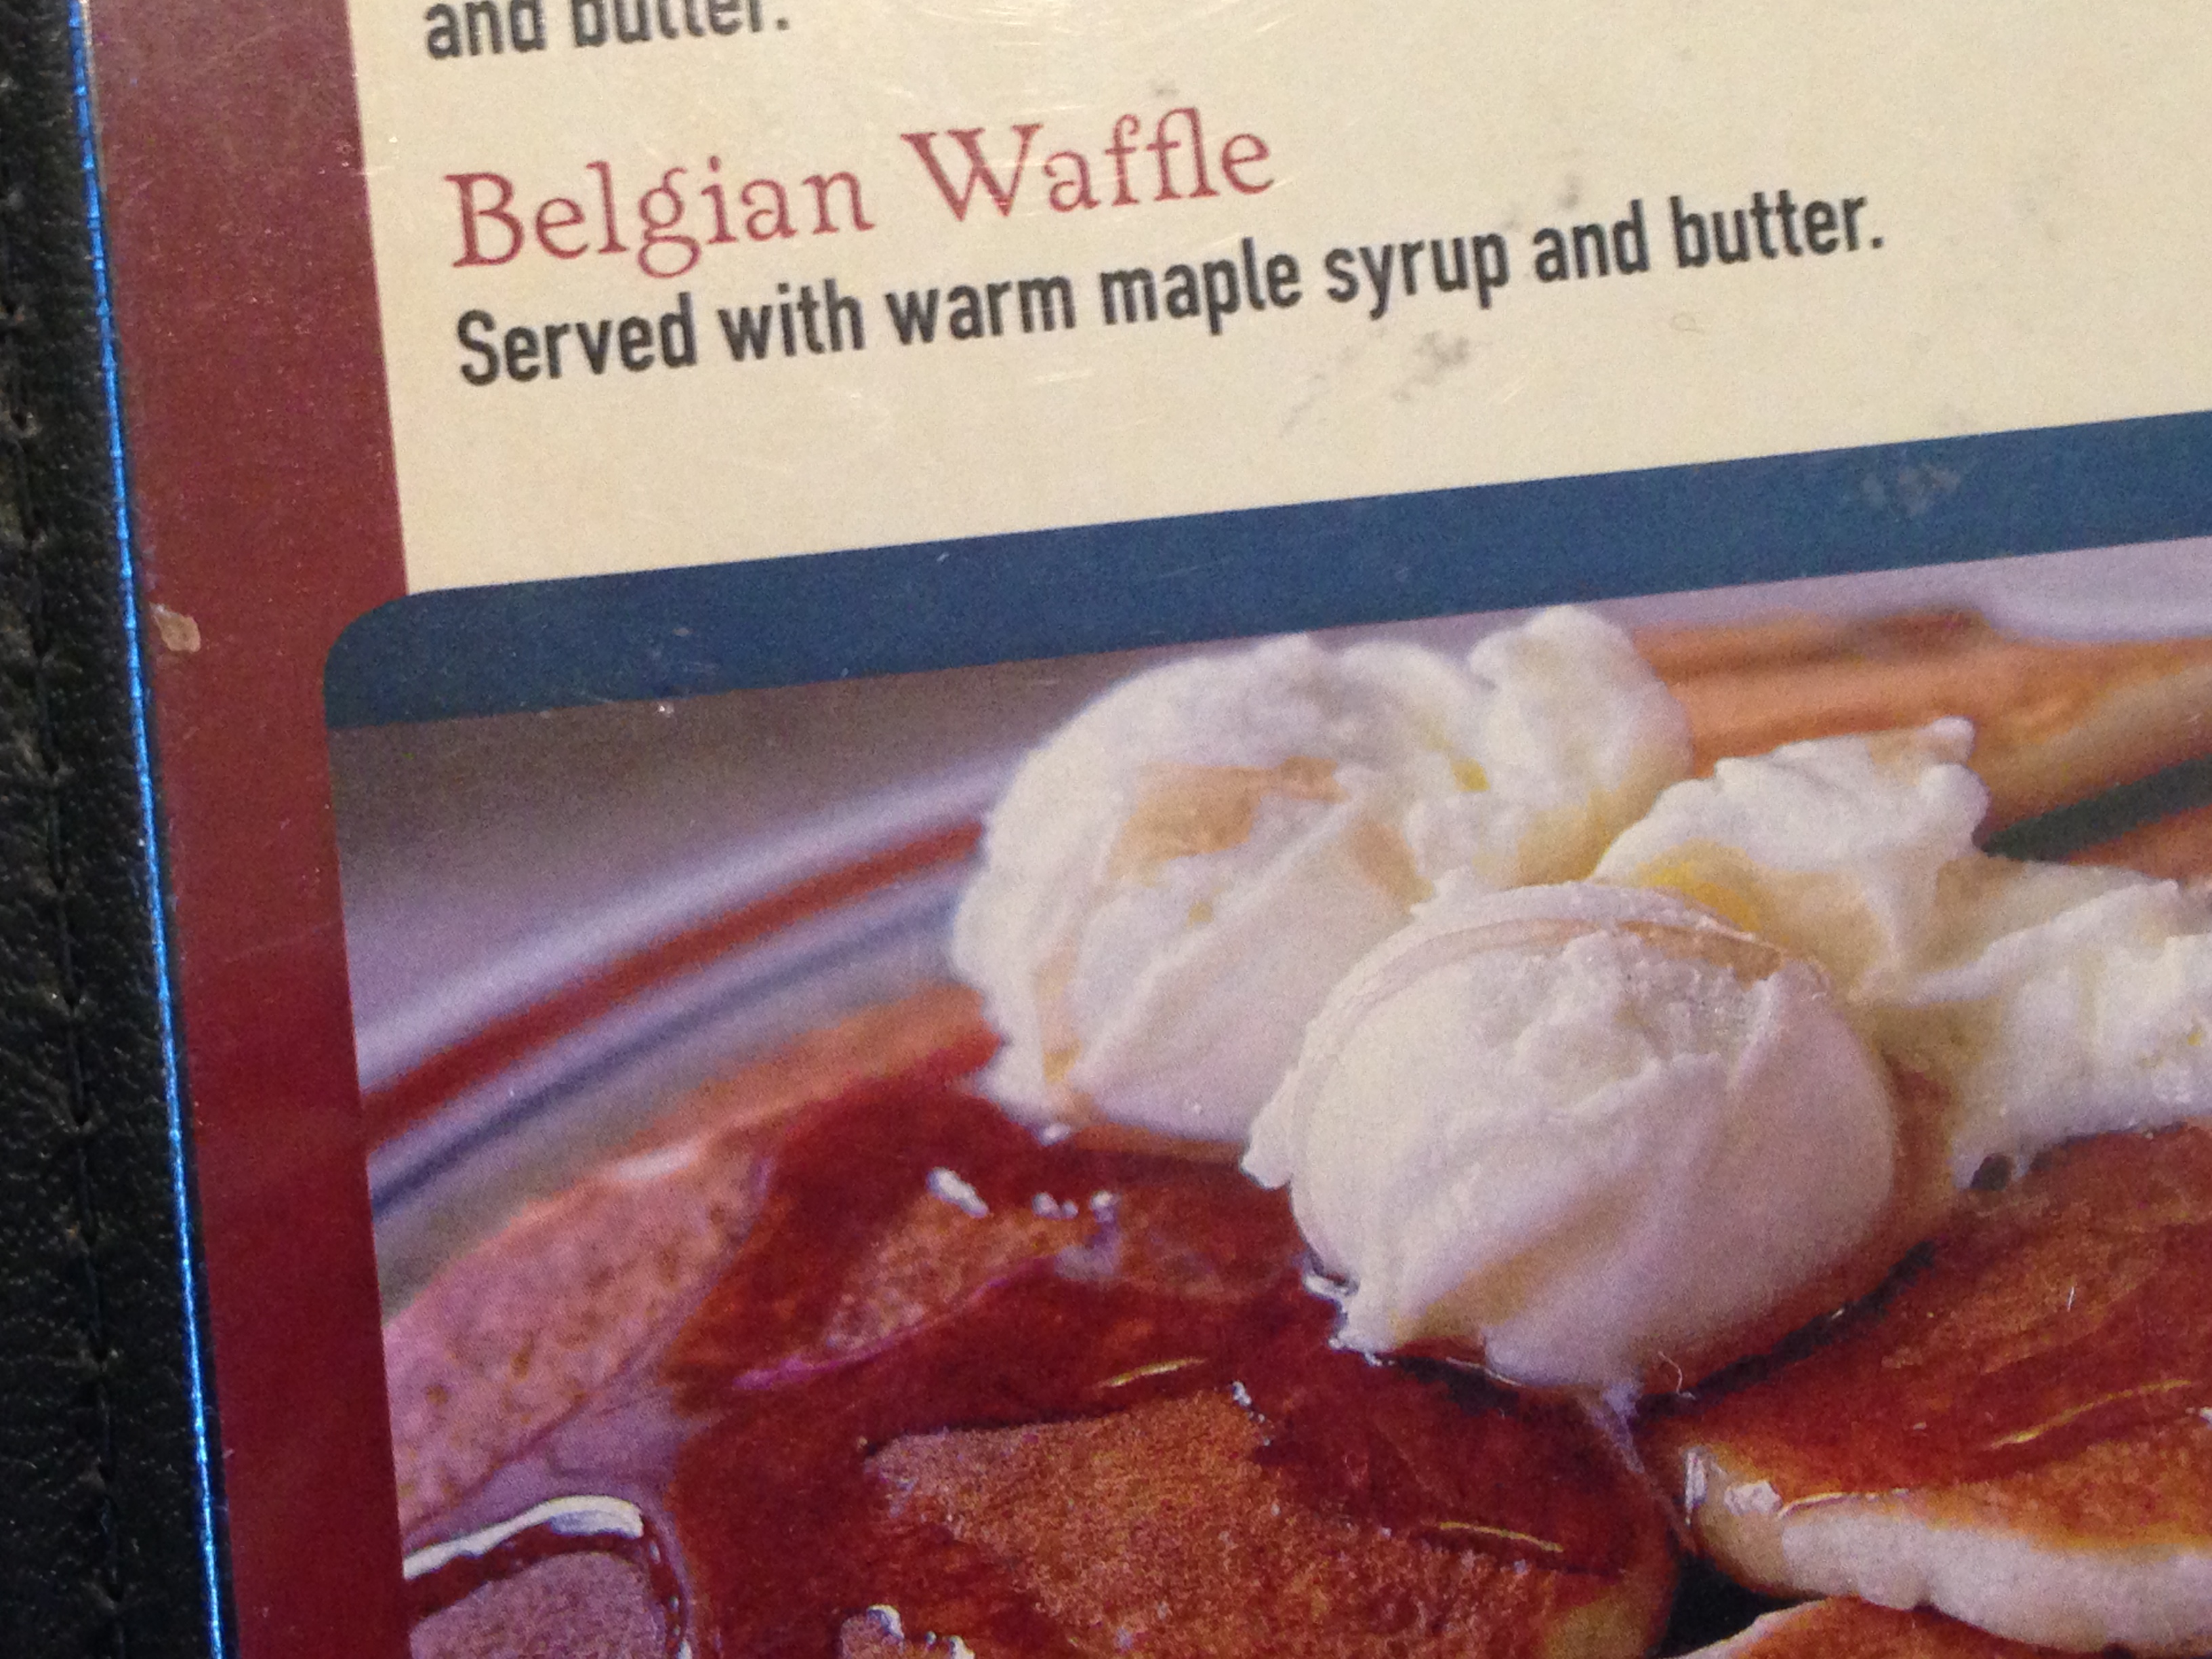 and butter.
Belgian Waffle
Served with warm maple syrup and butter.